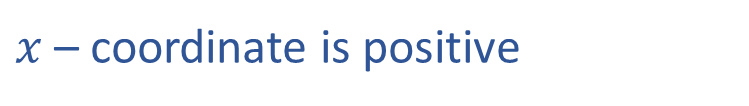 𝑥 – coordinate is positive